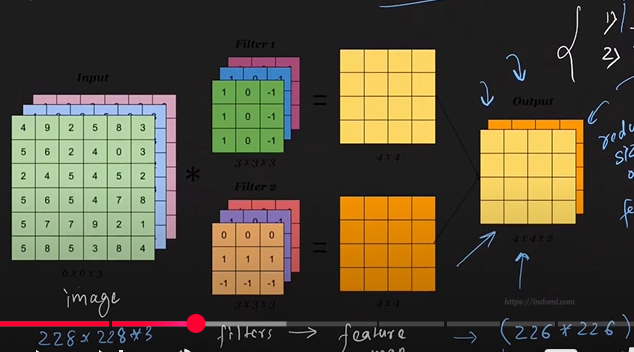 1)
2)
Filter 1
Input
Output
1 0 -1
1 0 -1
1 0 -1
=
3 x 3 x 3
4 x 4
4 9 2 5 8 3
5 6 2 4 0 3
2 4 5 4 5 2
5 6 5 4 7 8
5 7 7 9 2 1
5 8 5 3 8 4
*
6 x 6 x 3
Filter 2
1 0 -1
0 0 0
1 1 1
-1 -1 -1
=
3 x 3 x 3
4 x 4
4 x 4 x 2
https://indoml.com
image
228 x 228 * 3
filters → feature
→ (226 * 226)